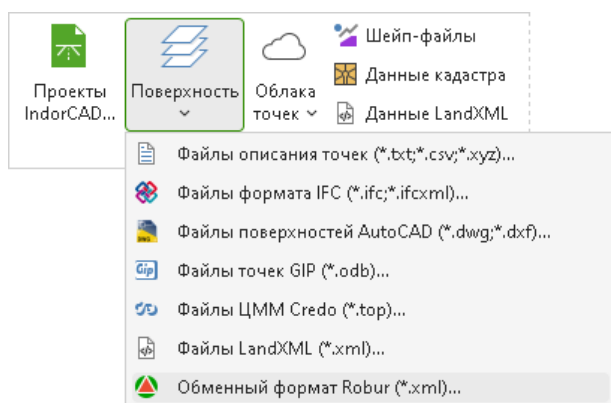 Проекты
IndorCAD...
Поверхность
Облака
точек
Шейп-файлы
Данные кадастра
Данные LandXML
Файлы описания точек (*.txt;*.csv;*.xyz)...
Файлы формата IFC (*.ifc;*.ifcxml)...
DWG
Файлы поверхностей AutoCAD (*.dwg;*.dxf)...
Gip
Файлы точек GIP (*.odb)...
Файлы ЦММ Credo (*.top)...
Файлы LandXML (*.xml)...
Обменный формат Robur (*.xml)...